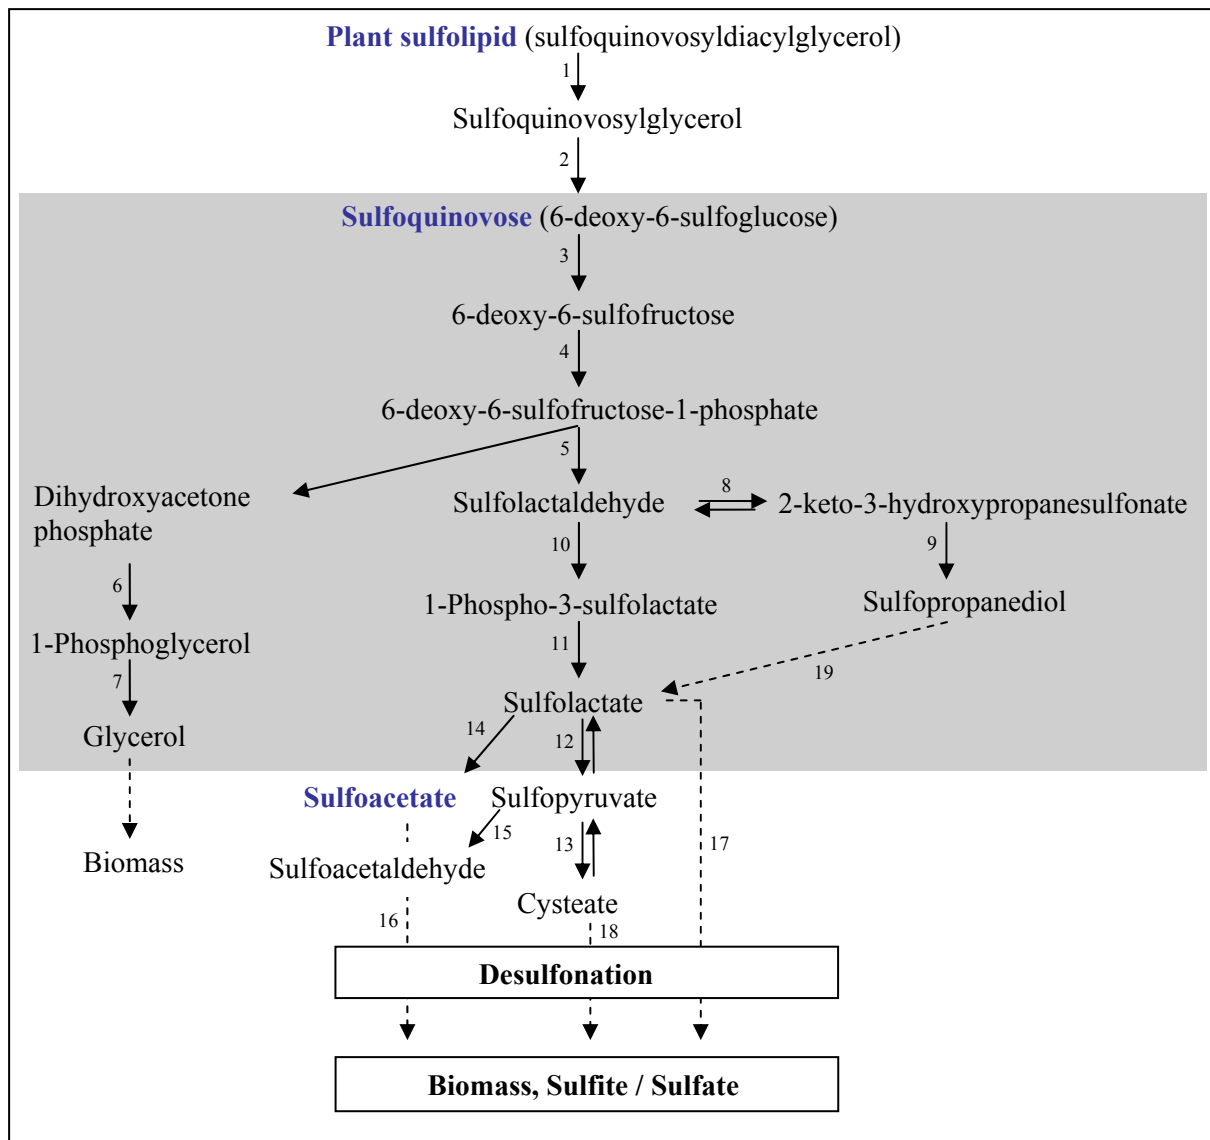 Plant sulfolipid (sulfoquinovosyldiacylglycerol)
1
Sulfoquinovosylglycerol
2
Sulfoquinovose (6-deoxy-6-sulfoglucose)
3
6-deoxy-6-sulfofructose
4
6-deoxy-6-sulfofructose-1-phosphate
5
Dihydroxyacetone
phosphate
Sulfolactaldehyde
8
2-keto-3-hydroxypropanesulfonate
6
10
9
1-Phosphoglycerol
1-Phospho-3-sulfolactate
Sulfopropanediol
7
11
19
Glycerol
Sulfolactate
14
12
17
Sulfoacetate
Sulfopyruvate
15
13
Biomass
Sulfoacetaldehyde
Cysteate
16
18
Desulfonation
Biomass, Sulfite / Sulfate